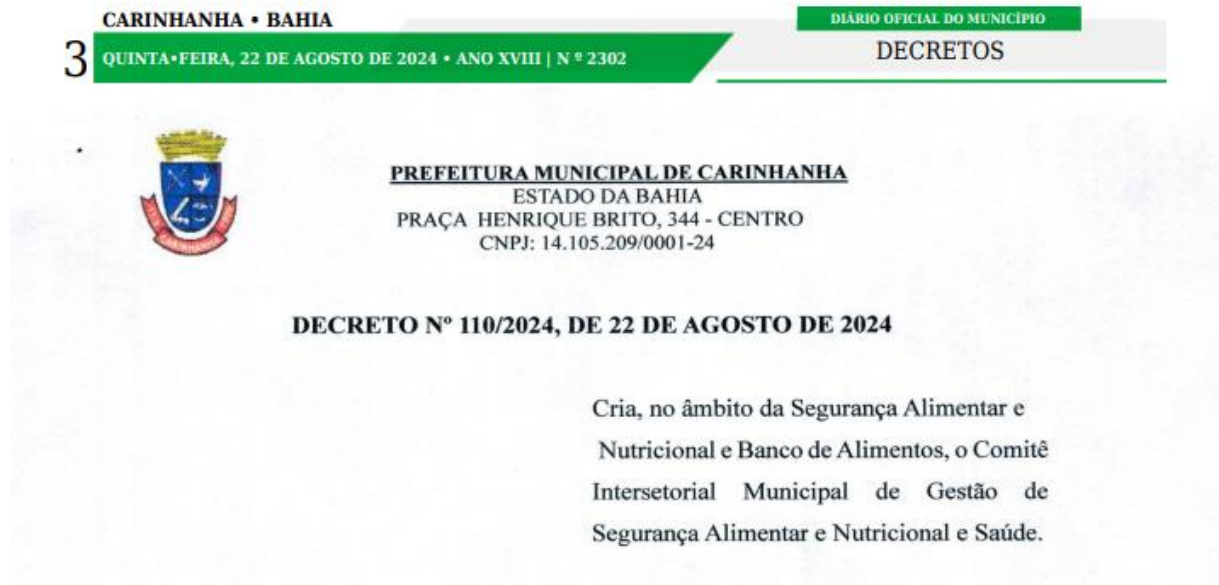 CARINHANHA • BAHIA
DIÁRIO OFICIAL DO MUNICÍPIO
3
QUINTA•FEIRA, 22 DE AGOSTO DE 2024 • ANO XVIII | N º 2302
DECRETOS
CARINHANHA
PREFEITURA MUNICIPAL DE CARINHANHA
ESTADO DA BAHIA
PRAÇA HENRIQUE BRITO, 344 - CENTRO
CNPJ: 14.105.209/0001-24
DECRETO Nº 110/2024, DE 22 DE AGOSTO DE 2024
Cria, no âmbito da Segurança Alimentar e
Nutricional e Banco de Alimentos, o Comitê
Intersetorial Municipal de Gestão de
Segurança Alimentar e Nutricional e Saúde.